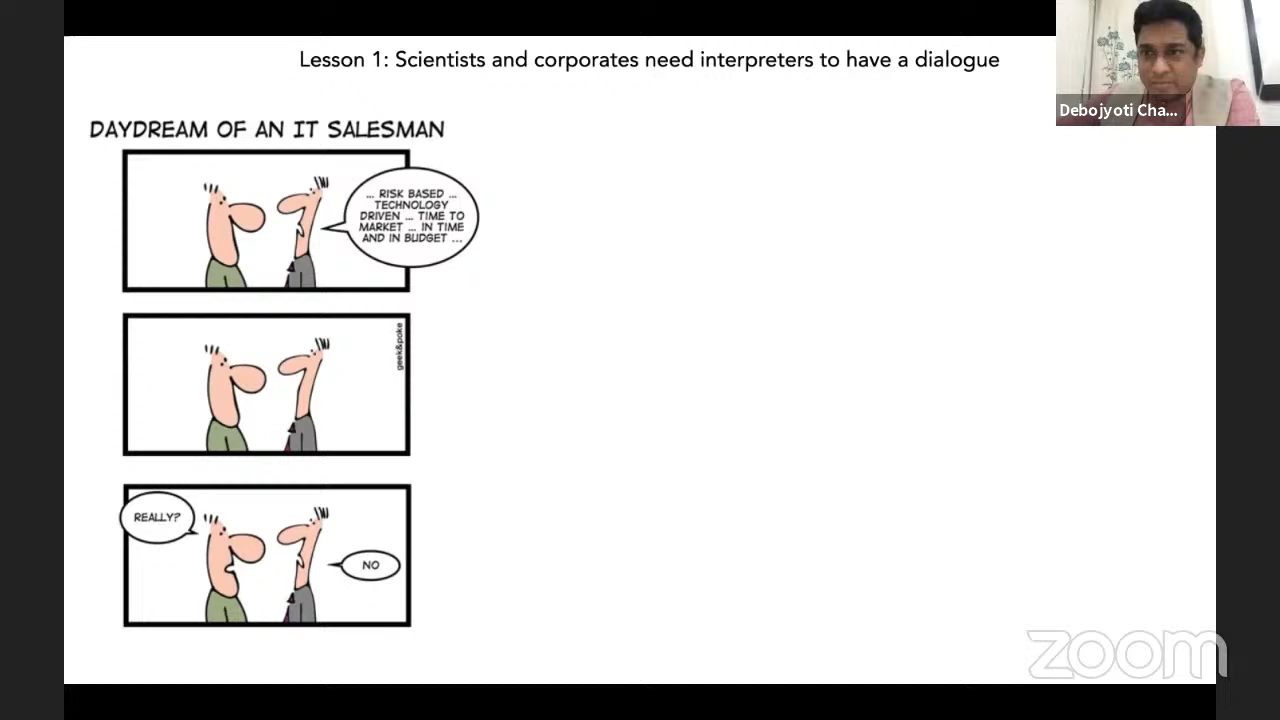 Lesson 1: Scientists and corporates need interpreters to have a dialogue
Debojyoti Cha...
DAYDREAM OF AN IT SALESMAN
... RISK BASED ...
TECHNOLOGY
DRIVEN ... TIME TO
MARKET ... IN TIME
AND IN BUDGET ...
geek&poke
REALLY?
NO
zoom